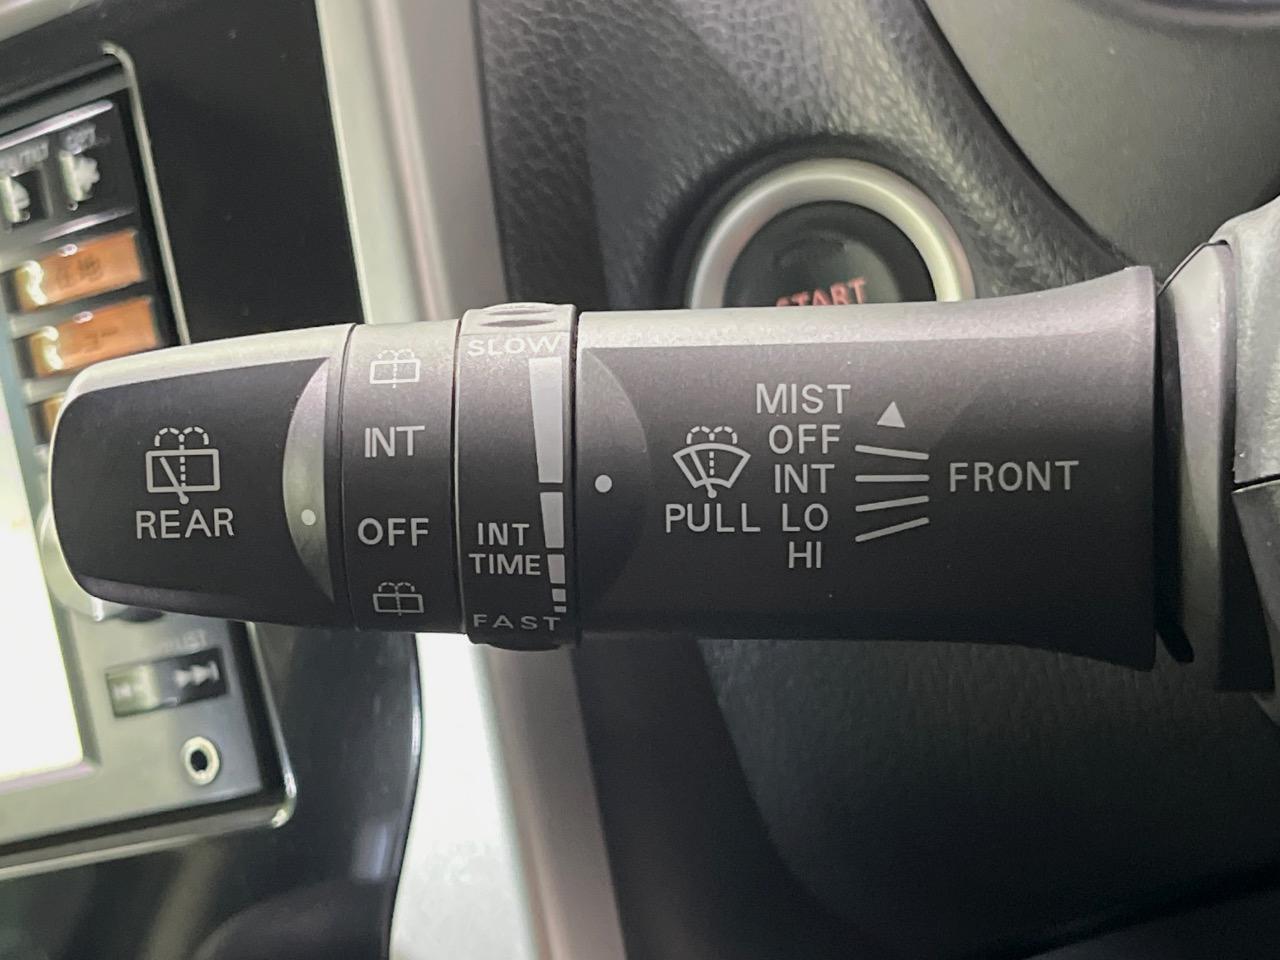 START
REAR
INT
OFF
SLOW
INT
TIME
FAST
PULL
MIST
OFF
INT
LO
HI
FRONT